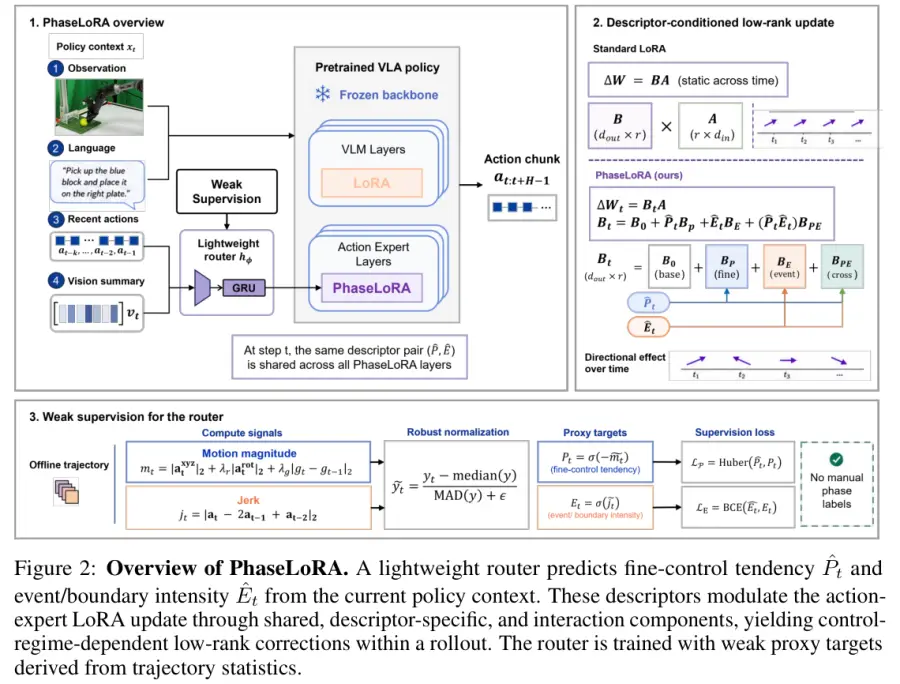 1. PhaseLoRA overview
Policy context x_t
1 Observation
2 Language
"Pick up the blue
block and place it
on the right plate."
3 Recent actions
...
a_{t-k}, ..., a_{t-2}, a_{t-1}
4 Vision summary
[ ] v_t
Weak
Supervision
Lightweight
router h_ϕ
GRU
Pretrained VLA policy
Frozen backbone
VLM Layers
LoRA
Action Expert
Layers
PhaseLoRA
Action chunk
a_{t:t+H−1}
...
At step t, the same descriptor pair (P̂, Ê)
is shared across all PhaseLoRA layers
2. Descriptor-conditioned low-rank update
Standard LoRA
ΔW = BA (static across time)
B
(d_out × r)
×
A
(r × d_in)
t_1 t_2 t_3 ...
PhaseLoRA (ours)
ΔW_t = B_t A
B_t = B_0 + P̂_t B_p + Ê_t B_E + (P̂_t Ê_t) B_PE
B_t
(d_out × r)
=
B_0
(base)
+
B_P
(fine)
+
B_E
(event)
+
B_PE
(cross)
P̂_t
Ê_t
Directional effect
over time
t_1 t_2 t_3 ...
3. Weak supervision for the router
Offline trajectory
Compute signals
Motion magnitude
m_t = |a_t^xyz|_2 + λ_r|a_t^rot|_2 + λ_g|g_t − g_{t−1}|_2
Jerk
j_t = |a_t − 2a_{t−1} + a_{t−2}|_2
Robust normalization
ỹ_t = (y_t − median(y)) / (MAD(y) + ϵ)
Proxy targets
P_t = σ(−m̃_t)
(fine-control tendency)
E_t = σ(j̃_t)
(event/ boundary intensity)
Supervision loss
ℒ_P = Huber(P̂_t, P_t)
ℒ_E = BCE(Ê_t, E_t)
No manual
phase
labels
Figure 2: Overview of PhaseLoRA. A lightweight router predicts fine-control tendency P̂_t and
event/boundary intensity Ê_t from the current policy context. These descriptors modulate the action-
expert LoRA update through shared, descriptor-specific, and interaction components, yielding control-
regime-dependent low-rank corrections within a rollout. The router is trained with weak proxy targets
derived from trajectory statistics.